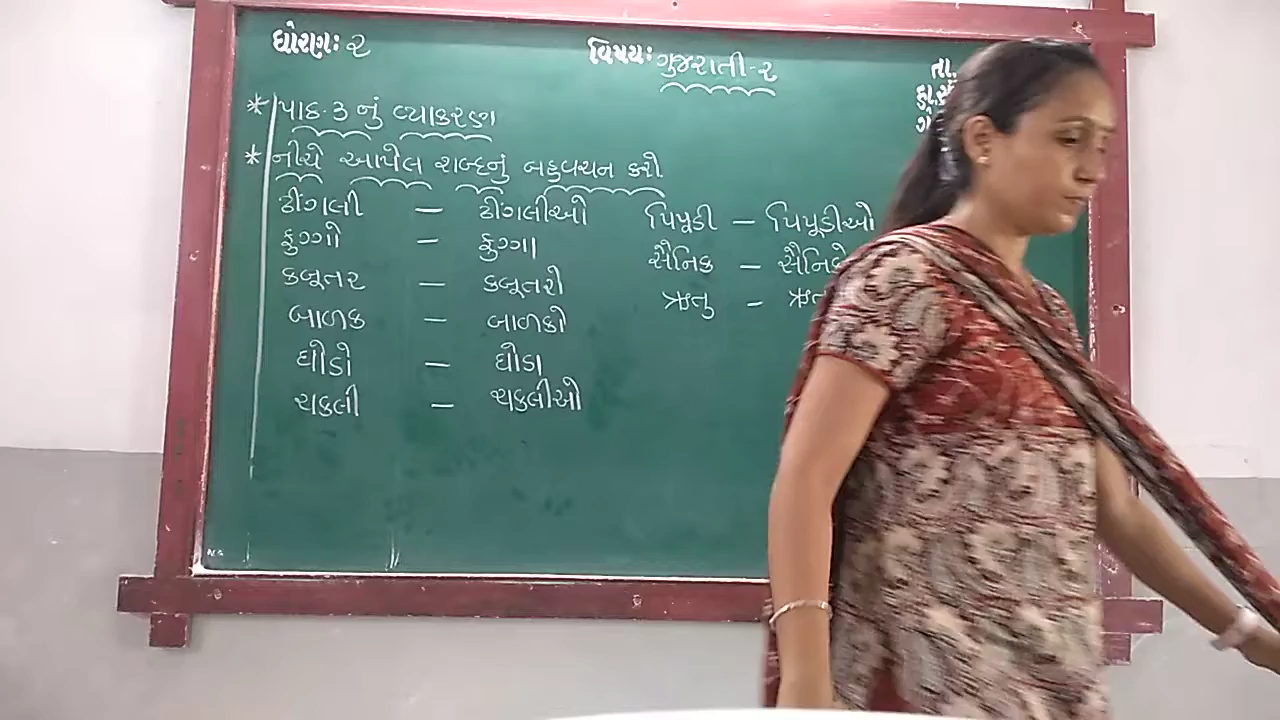 ધોરણઃ ૨ વિષયઃ ગુજરાતી-૨ તા.
* પાઠ-૩ નું વ્યાકરણ
* નીચે આપેલ શબ્દનું બહુવચન કરો
ઢીંગલી – ઢીંગલીઓ પિપૂડી – પિપૂડીઓ
ફુગ્ગો – ફુગ્ગા સૈનિક –
કબૂતર – કબૂતરો ઋતુ –
બાળક – બાળકો
ઘોડો – ઘોડા
ચકલી – ચકલીઓ